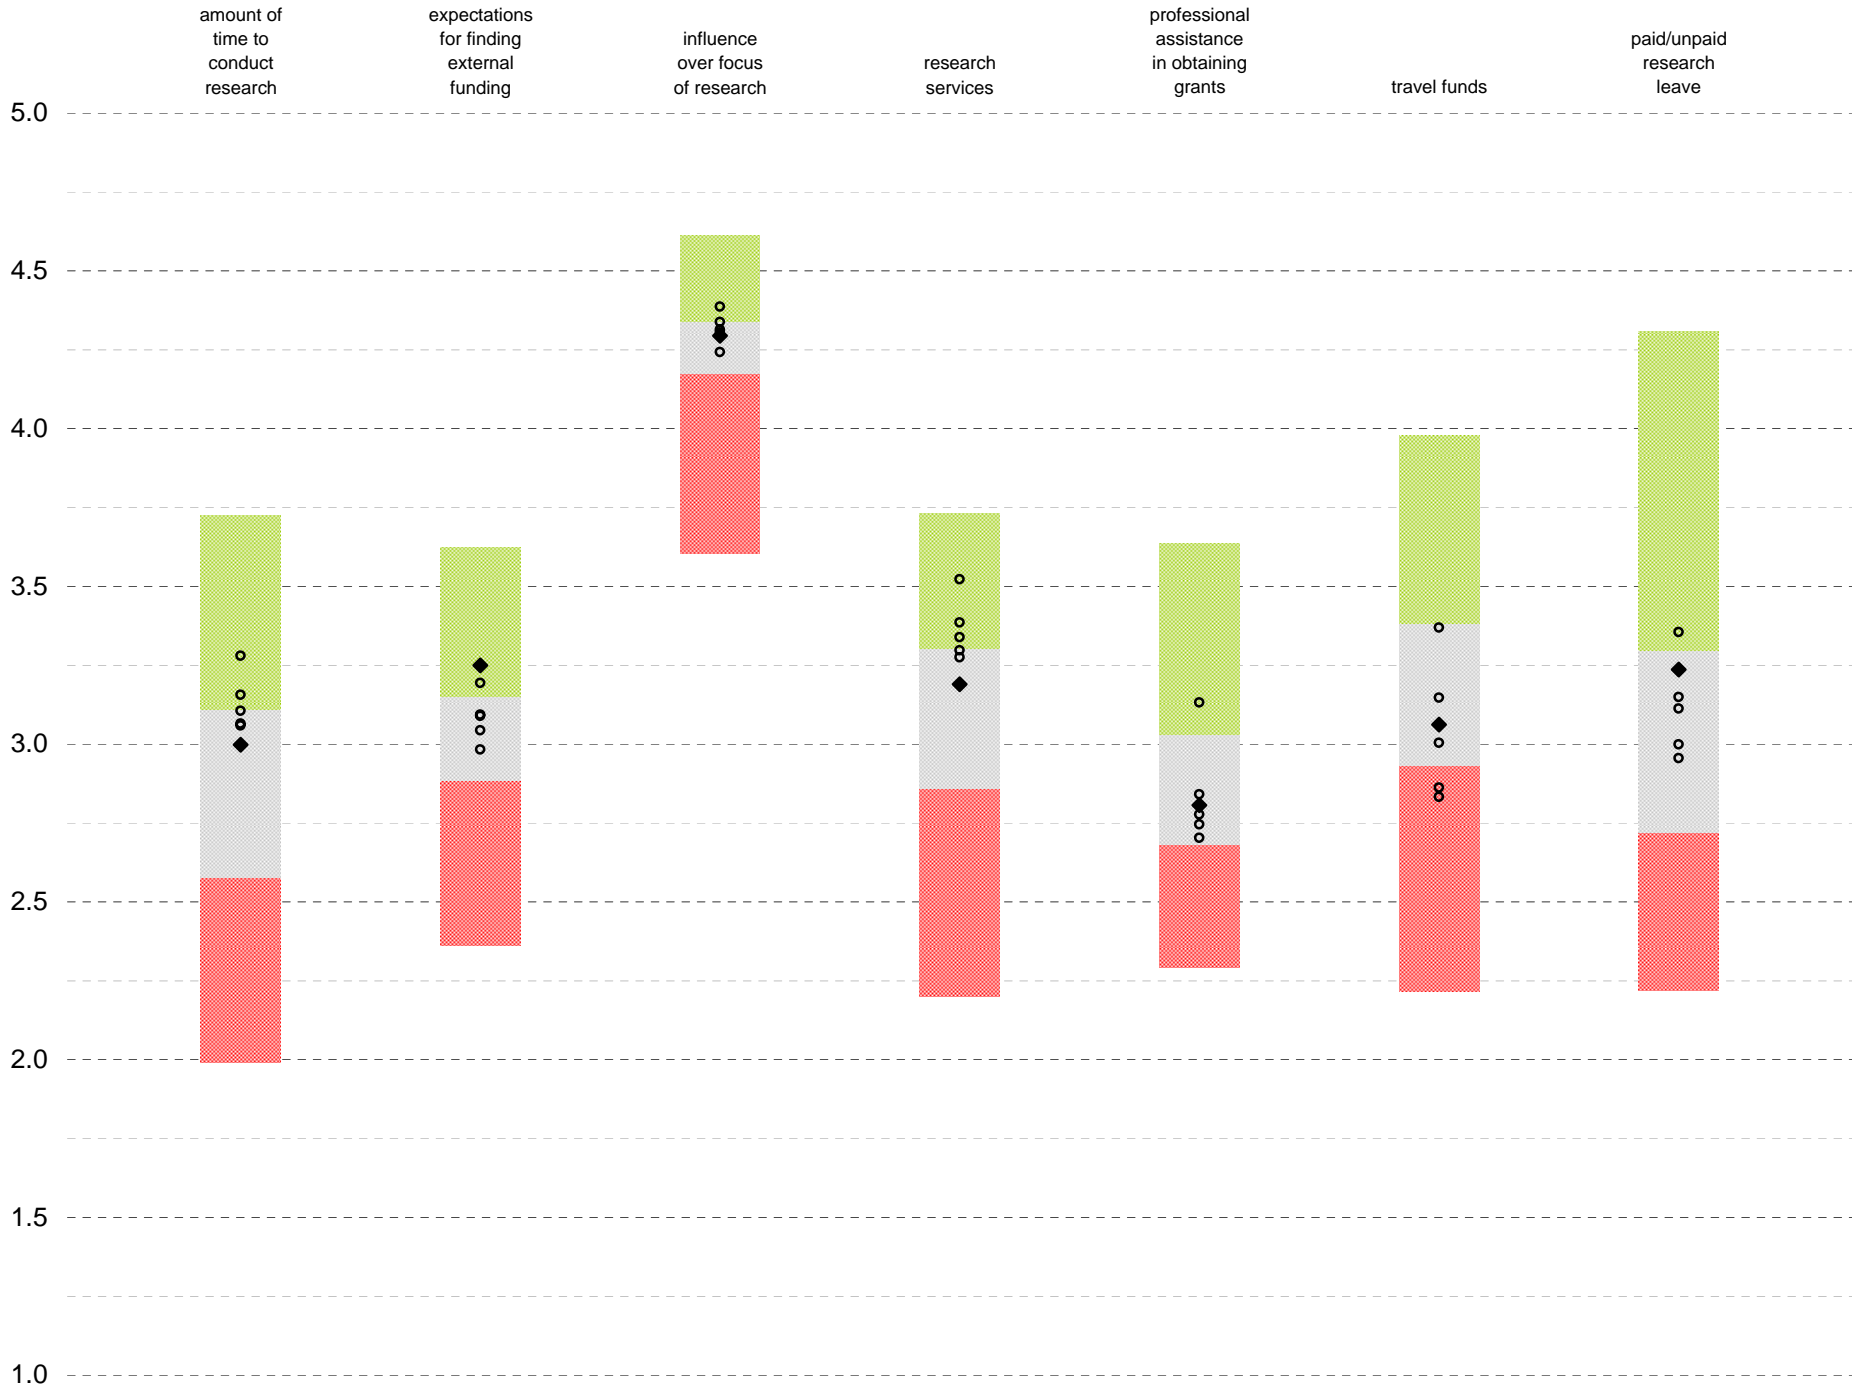 amount of
time to
conduct
research
expectations
for finding
external
funding
influence
over focus
of research
research
services
professional
assistance
in obtaining
grants
travel funds
paid/unpaid
research
leave
5.0
4.5
4.0
3.5
3.0
2.5
2.0
1.5
1.0